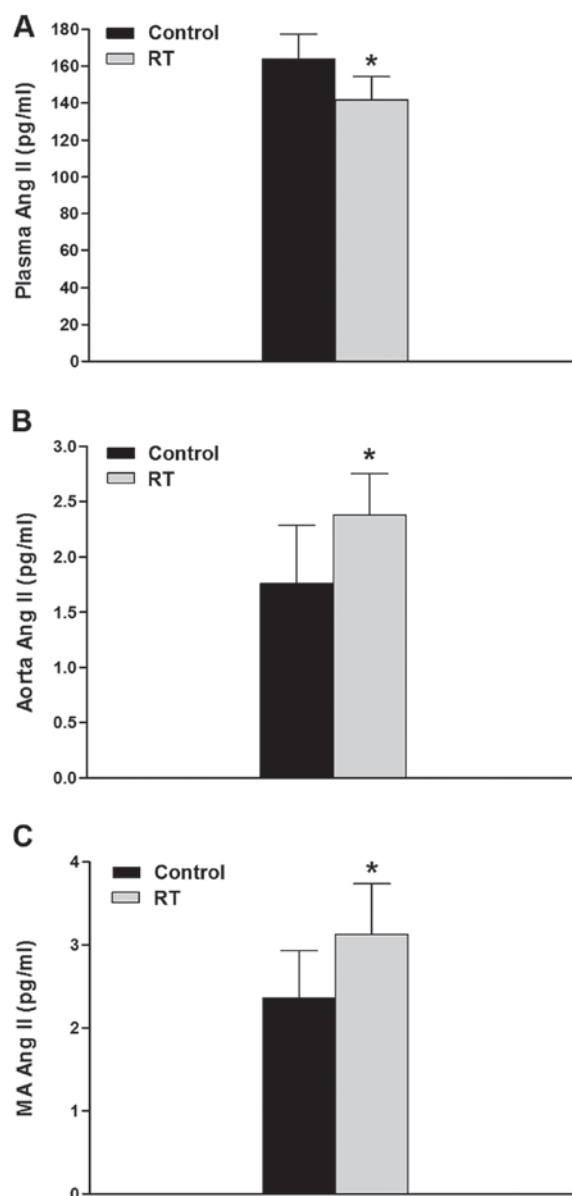 A
Control
RT
Plasma Ang II (pg/ml)
180
160
140
120
100
80
60
40
20
0
*
B
Control
RT
Aorta Ang II (pg/ml)
3.0
2.5
2.0
1.5
1.0
0.5
0.0
*
C
Control
RT
MA Ang II (pg/ml)
4
3
2
1
0
*